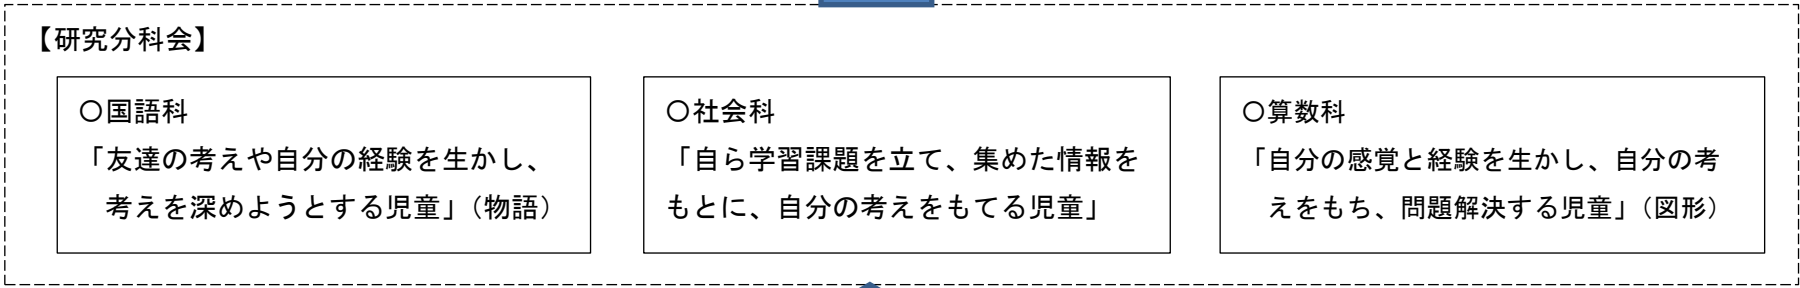 【研究分科会】
○国語科
「友達の考えや自分の経験を生かし、
考えを深めようとする児童」（物語）
○社会科
「自ら学習課題を立て、集めた情報を
もとに、自分の考えをもてる児童」
○算数科
「自分の感覚と経験を生かし、自分の考
えをもち、問題解決する児童」（図形）